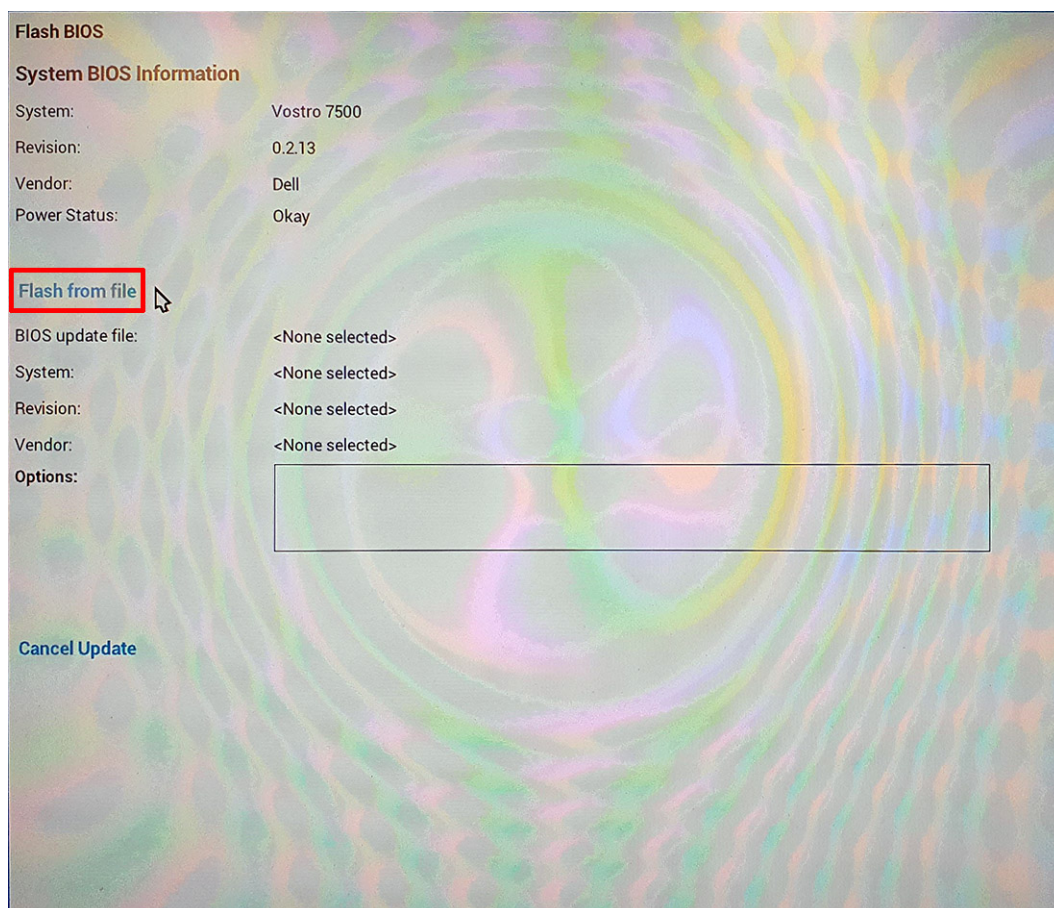 Flash BIOS
System BIOS Information
System: Vostro 7500
Revision: 0.2.13
Vendor: Dell
Power Status: Okay
Flash from file
BIOS update file: <None selected>
System: <None selected>
Revision: <None selected>
Vendor: <None selected>
Options:
Cancel Update